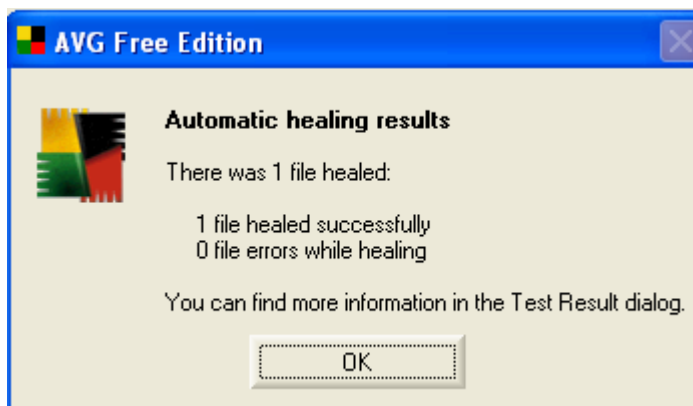 AVG Free Edition
Automatic healing results
There was 1 file healed:
1 file healed successfully
0 file errors while healing
You can find more information in the Test Result dialog.
OK